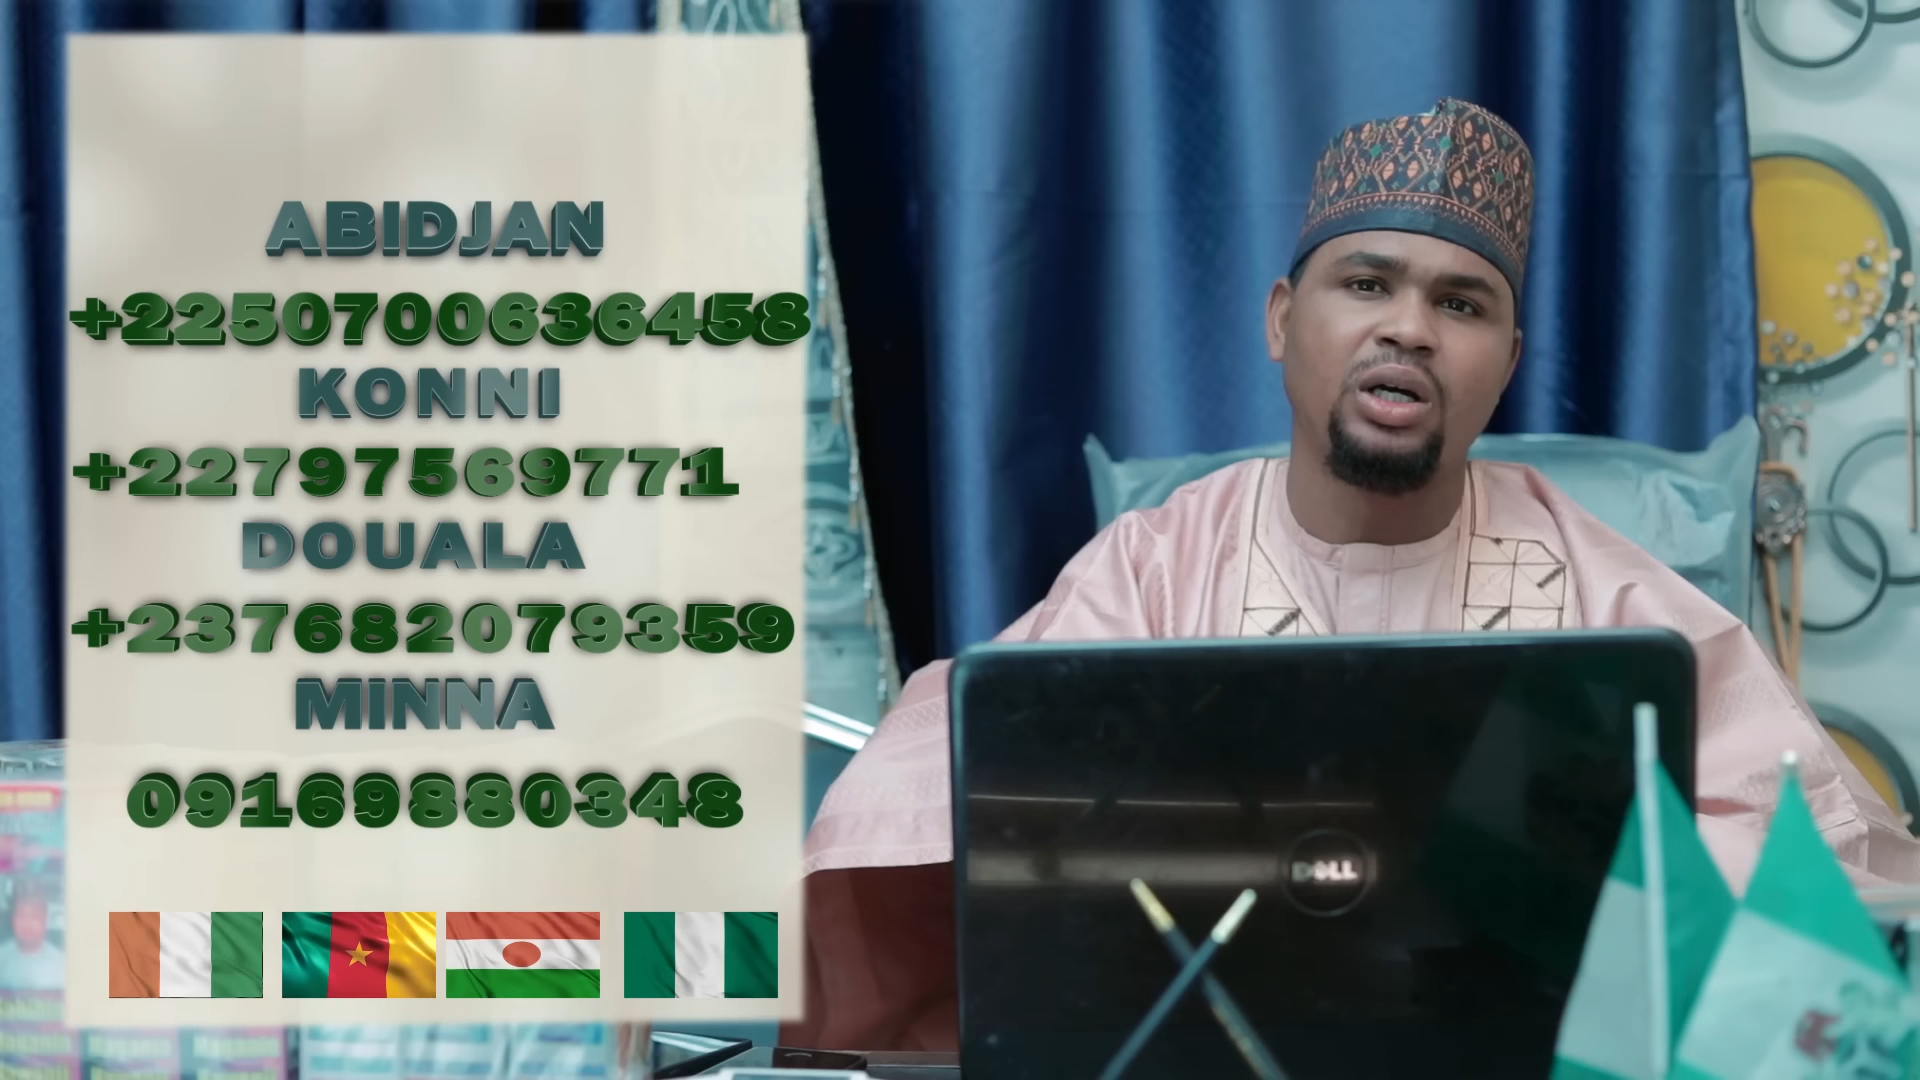 ABIDJAN
+2250700636458
KONNI
+22797569771
DOUALA
+237682079359
MINNA
09169880348
DELL